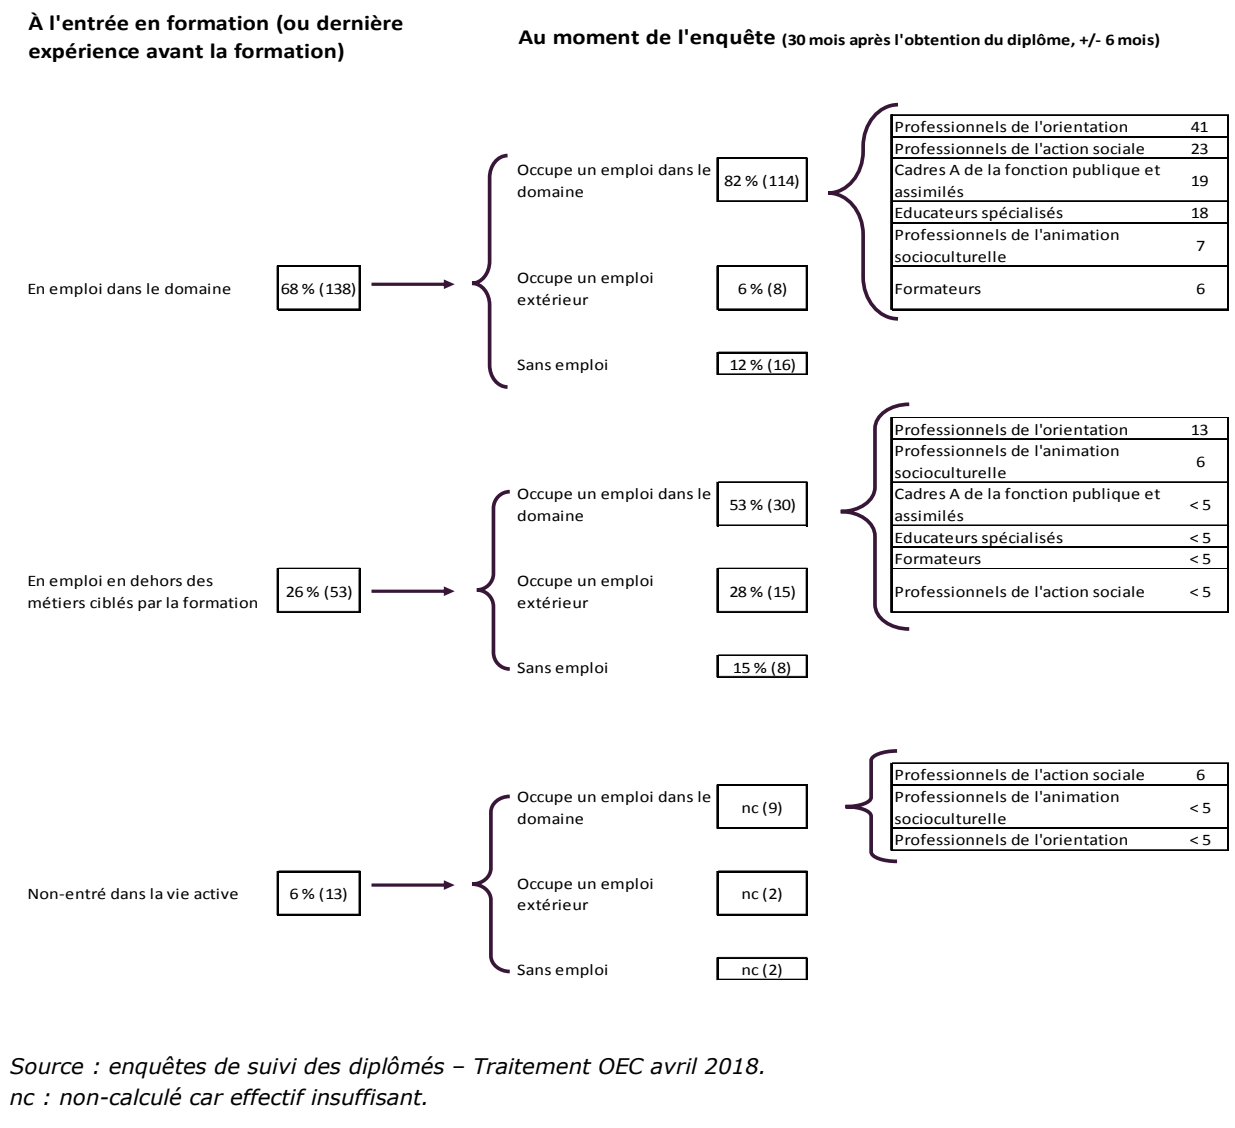 À l'entrée en formation (ou dernière
expérience avant la formation)
Au moment de l'enquête (30 mois après l'obtention du diplôme, +/- 6 mois)
En emploi dans le domaine
68 % (138)
Occupe un emploi dans le
domaine
82 % (114)
Professionnels de l'orientation 41
Professionnels de l'action sociale 23
Cadres A de la fonction publique et
assimilés 19
Educateurs spécialisés 18
Professionnels de l'animation
socioculturelle 7
Formateurs 6
Occupe un emploi
extérieur
6 % (8)
Sans emploi
12 % (16)
En emploi en dehors des
métiers ciblés par la formation
26 % (53)
Occupe un emploi dans le
domaine
53 % (30)
Professionnels de l'orientation 13
Professionnels de l'animation
socioculturelle 6
Cadres A de la fonction publique et
assimilés < 5
Educateurs spécialisés < 5
Formateurs < 5
Professionnels de l'action sociale < 5
Occupe un emploi
extérieur
28 % (15)
Sans emploi
15 % (8)
Non-entré dans la vie active
6 % (13)
Occupe un emploi dans le
domaine
nc (9)
Professionnels de l'action sociale 6
Professionnels de l'animation
socioculturelle < 5
Professionnels de l'orientation < 5
Occupe un emploi
extérieur
nc (2)
Sans emploi
nc (2)
Source : enquêtes de suivi des diplômés – Traitement OEC avril 2018.
nc : non-calculé car effectif insuffisant.